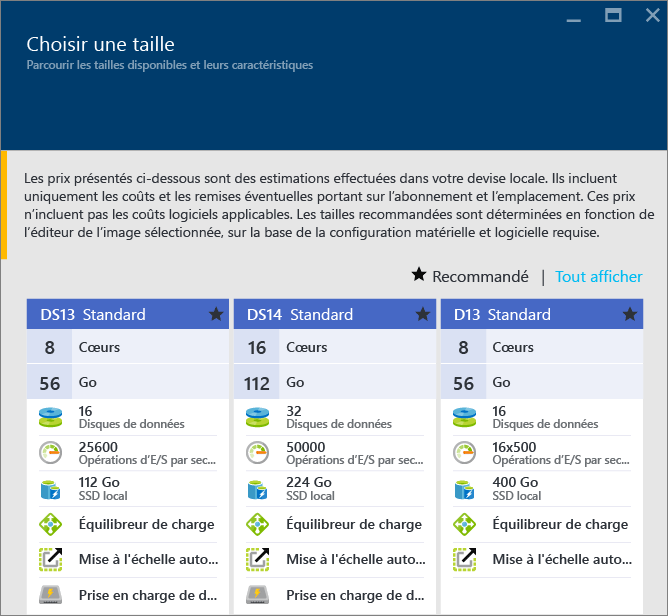 Choisir une taille
Parcourir les tailles disponibles et leurs caractéristiques
Les prix présentés ci-dessous sont des estimations effectuées dans votre devise locale. Ils incluent
uniquement les coûts et les remises éventuelles portant sur l'abonnement et l'emplacement. Ces prix
n'incluent pas les coûts logiciels applicables. Les tailles recommandées sont déterminées en fonction de
l'éditeur de l'image sélectionnée, sur la base de la configuration matérielle et logicielle requise.
★ Recommandé | Tout afficher
DS13 Standard ★
8 Cœurs
56 Go
16
Disques de données
25600
Opérations d'E/S par sec...
112 Go
SSD local
Équilibreur de charge
Mise à l'échelle auto...
Prise en charge de d...
DS14 Standard ★
16 Cœurs
112 Go
32
Disques de données
50000
Opérations d'E/S par sec...
224 Go
SSD local
Équilibreur de charge
Mise à l'échelle auto...
Prise en charge de d...
D13 Standard ★
8 Cœurs
56 Go
16
Disques de données
16x500
Opérations d'E/S par sec...
400 Go
SSD local
Équilibreur de charge
Mise à l'échelle auto...